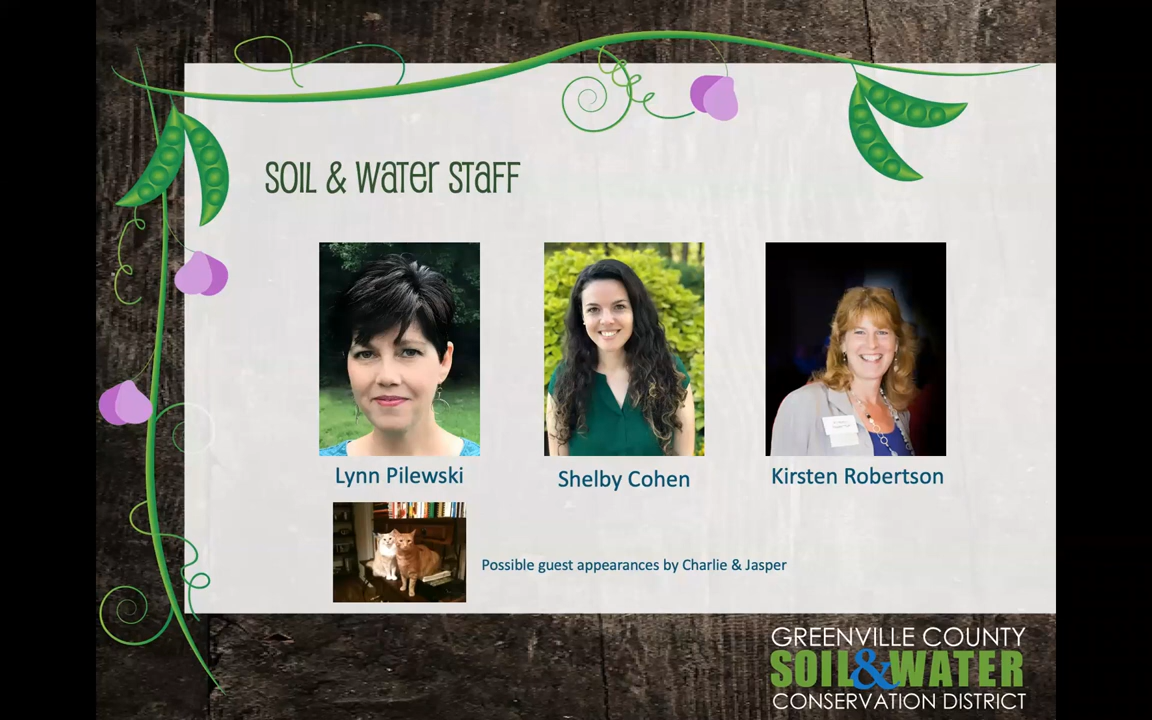 Soil & Water Staff
Lynn Pilewski
Shelby Cohen
Kirsten Robertson
Possible guest appearances by Charlie & Jasper
GREENVILLE COUNTY
SOIL&WATER
CONSERVATION DISTRICT